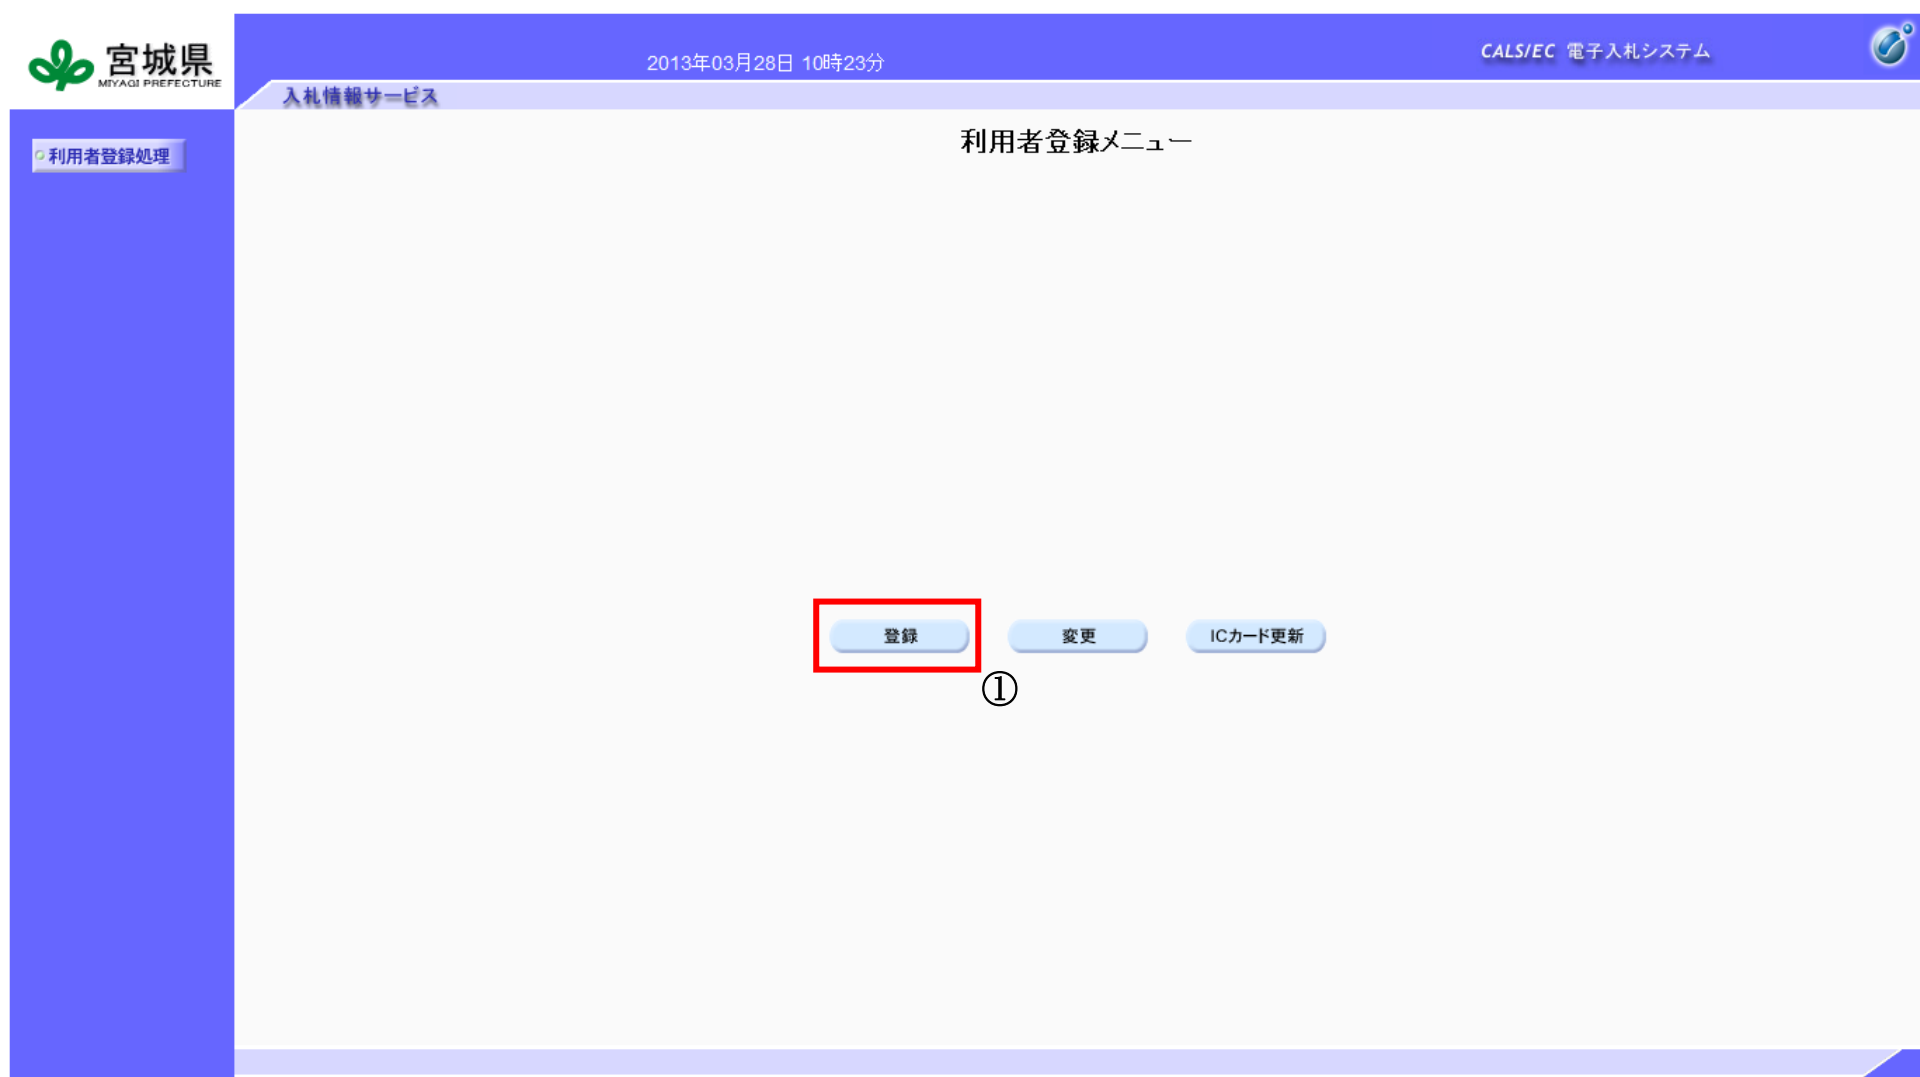 宮城県
MIYAGI PREFECTURE
2013年03月28日 10時23分
CALS/EC 電子入札システム
入札情報サービス
利用者登録処理
利用者登録メニュー
登録
変更
ICカード更新
①